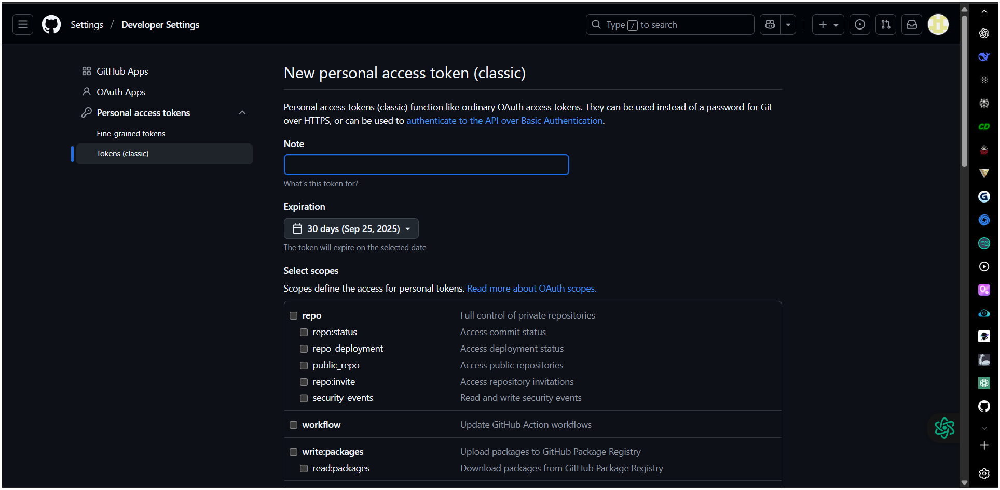 Settings / Developer Settings
Type / to search
GitHub Apps
OAuth Apps
Personal access tokens
Fine-grained tokens
Tokens (classic)
New personal access token (classic)
Personal access tokens (classic) function like ordinary OAuth access tokens. They can be used instead of a password for Git
over HTTPS, or can be used to authenticate to the API over Basic Authentication.
Note
What's this token for?
Expiration
30 days (Sep 25, 2025)
The token will expire on the selected date
Select scopes
Scopes define the access for personal tokens. Read more about OAuth scopes.
repo Full control of private repositories
repo:status Access commit status
repo_deployment Access deployment status
public_repo Access public repositories
repo:invite Access repository invitations
security_events Read and write security events
workflow Update GitHub Action workflows
write:packages Upload packages to GitHub Package Registry
read:packages Download packages from GitHub Package Registry
CD